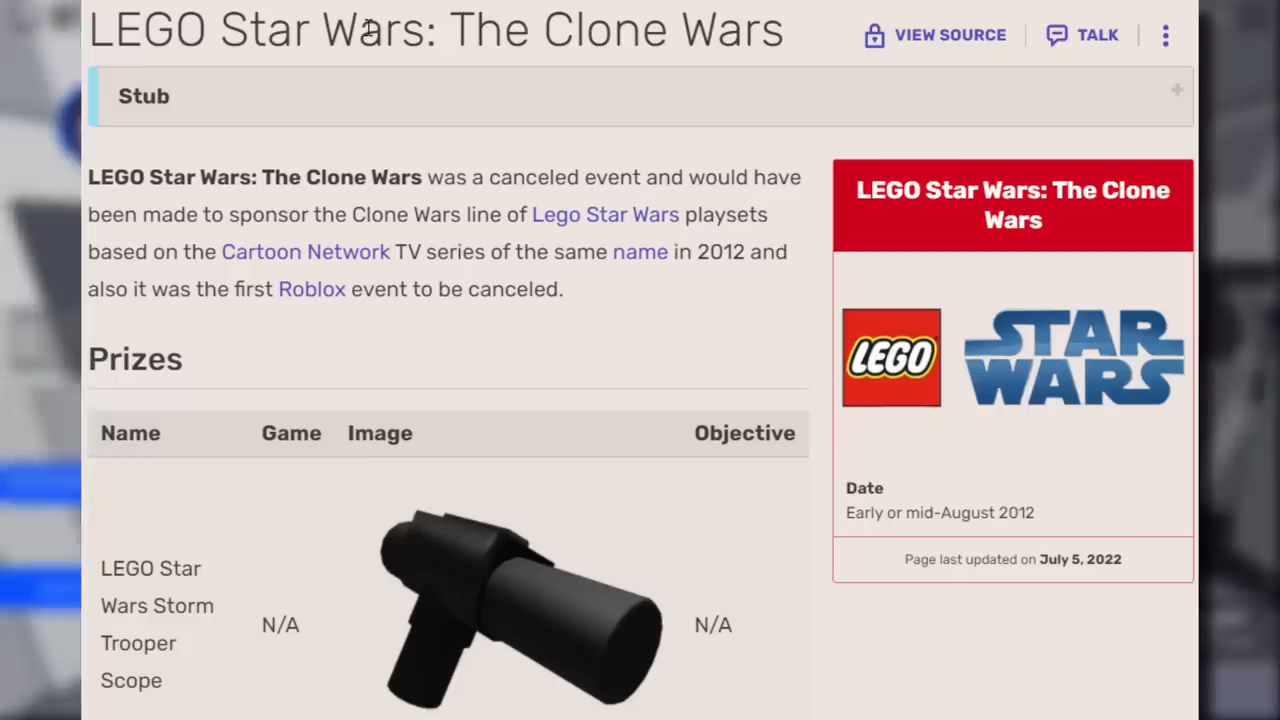 LEGO Star Wars: The Clone Wars
VIEW SOURCE
TALK
Stub
LEGO Star Wars: The Clone Wars was a canceled event and would have
been made to sponsor the Clone Wars line of Lego Star Wars playsets
based on the Cartoon Network TV series of the same name in 2012 and
also it was the first Roblox event to be canceled.
Prizes
Name Game Image Objective
LEGO Star
Wars Storm
Trooper
Scope
N/A
N/A
LEGO Star Wars: The Clone
Wars
LEGO
STAR
WARS
Date
Early or mid-August 2012
Page last updated on July 5, 2022